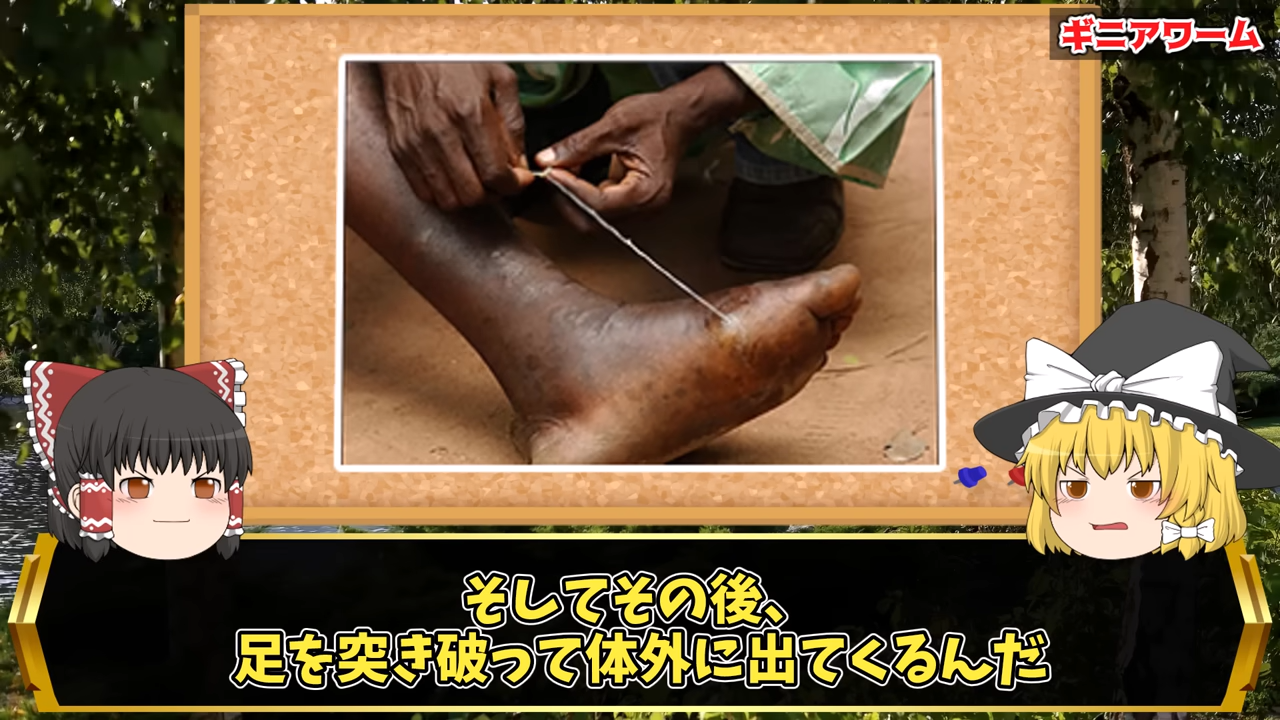 ギニアワーム
そしてその後、
足を突き破って体外に出てくるんだ